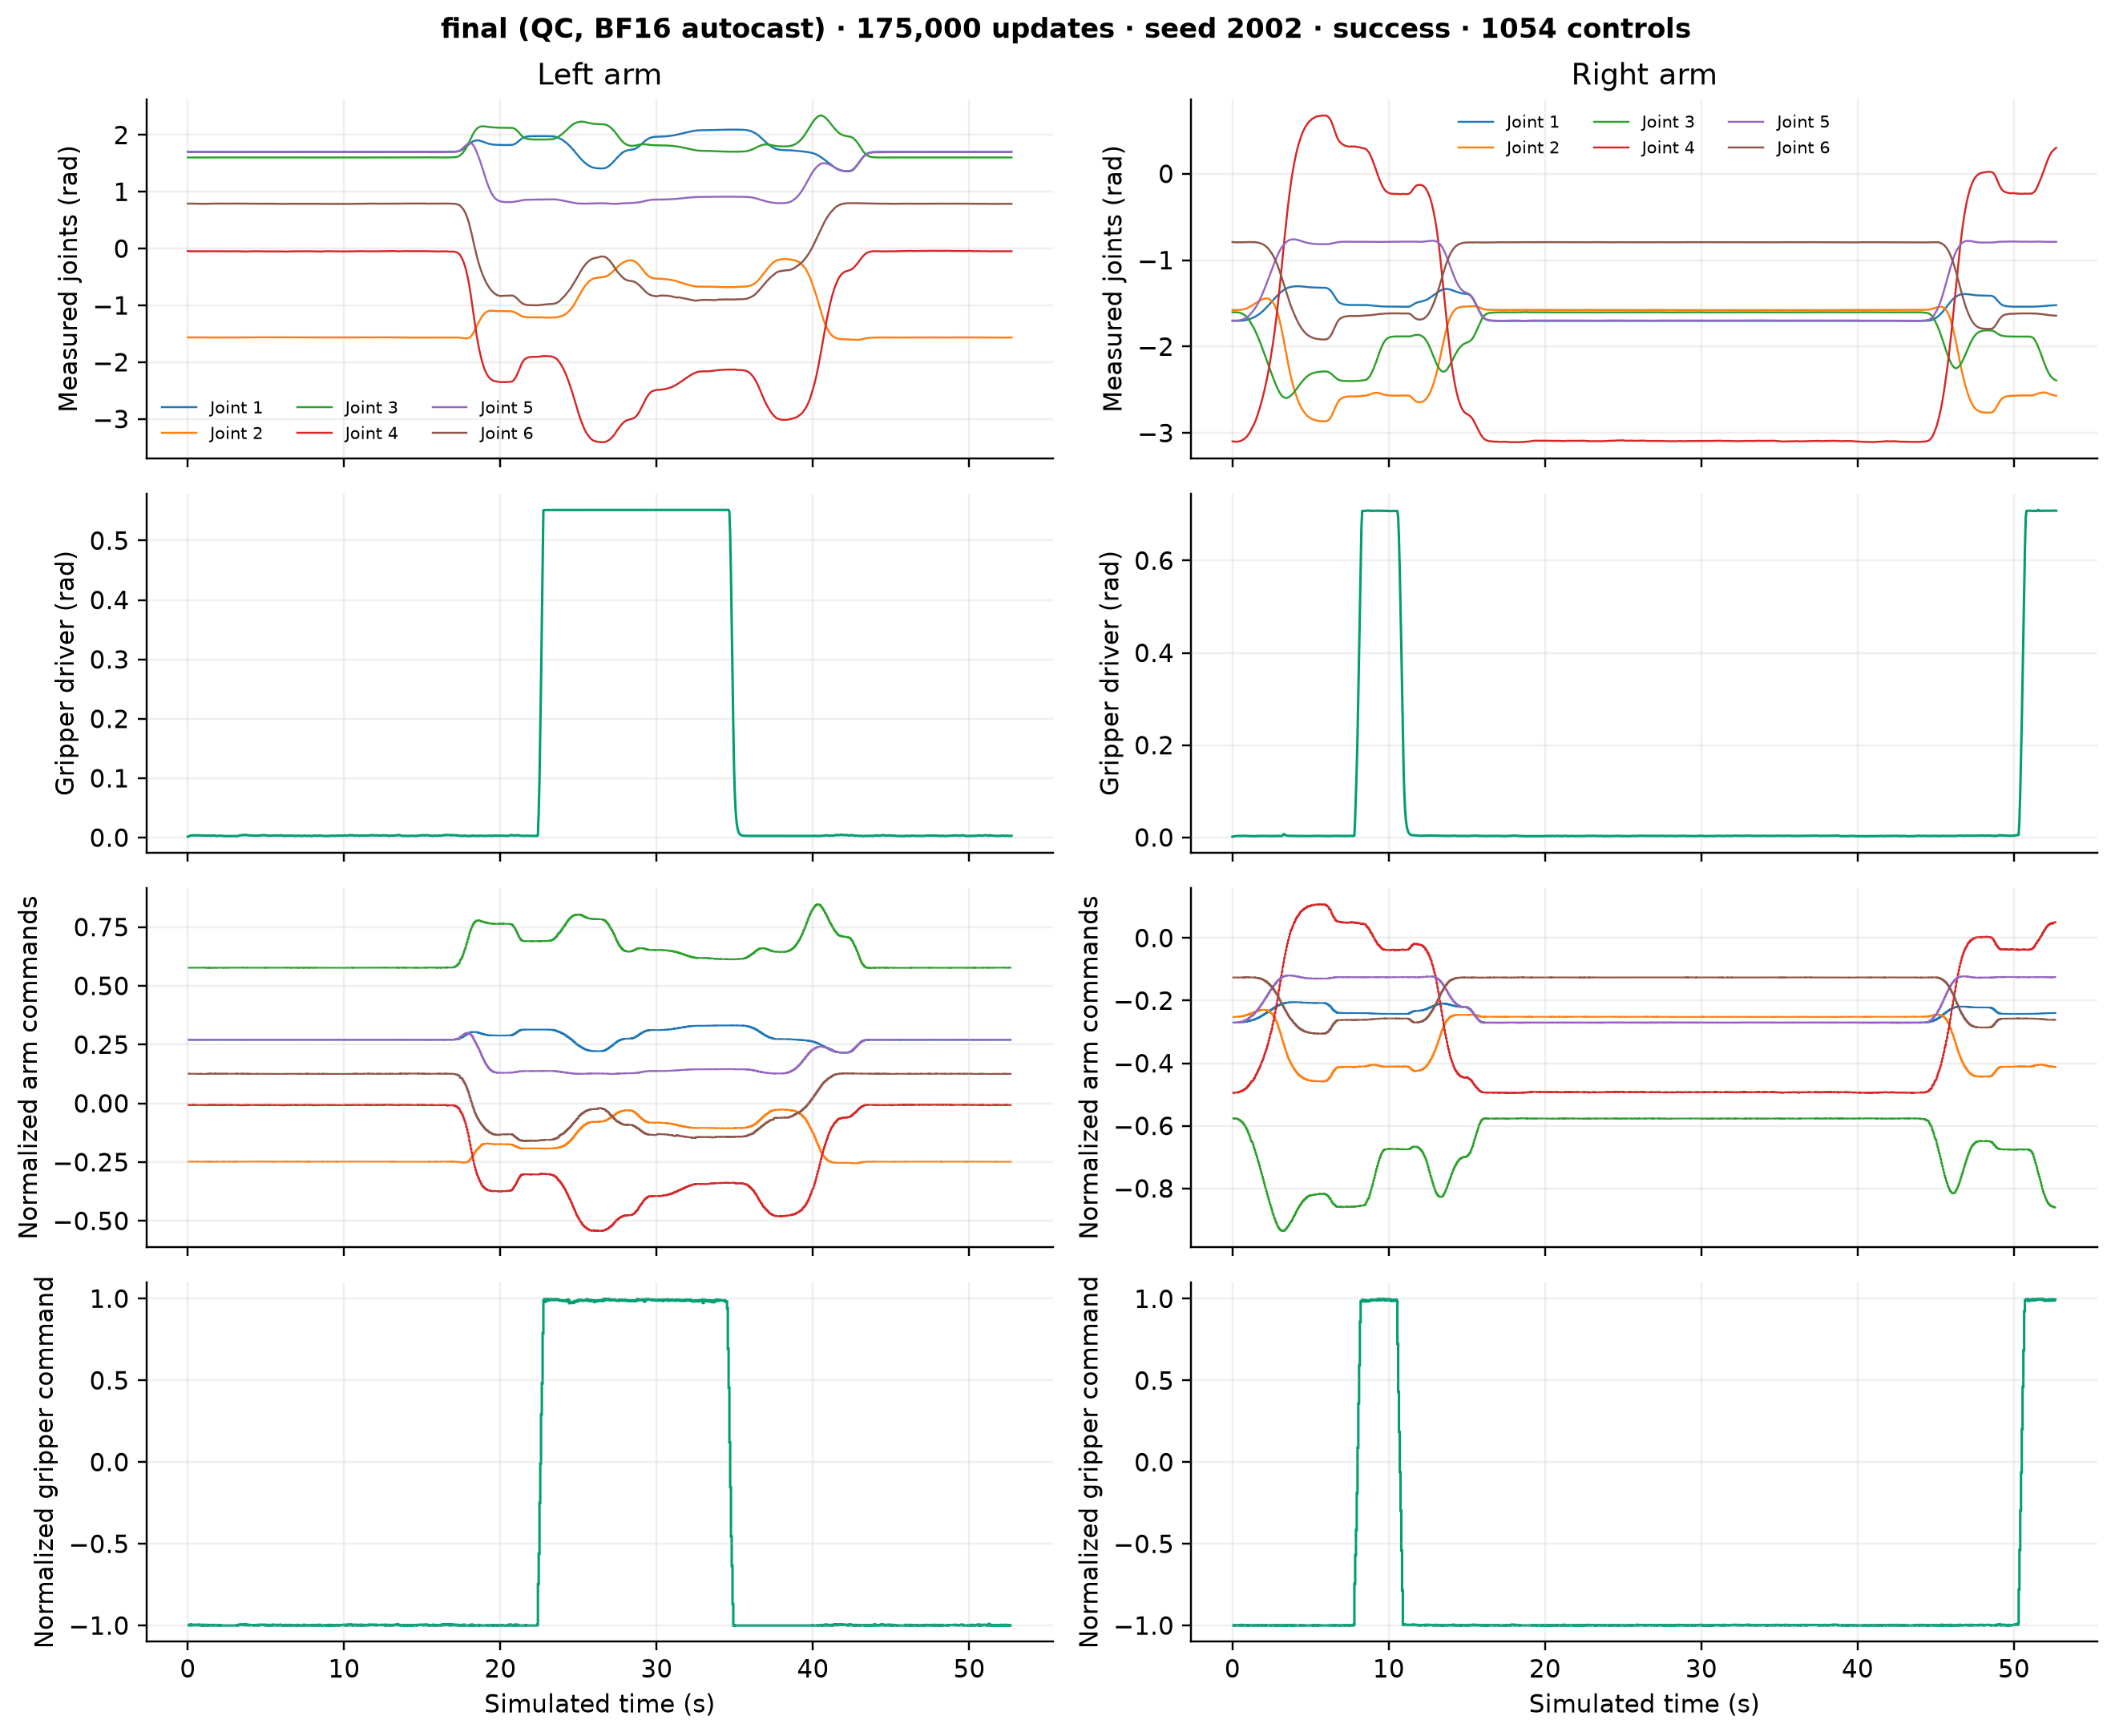 final (QC, BF16 autocast) · 175,000 updates · seed 2002 · success · 1054 controls
Left arm
Right arm
Measured joints (rad)
2
1
0
−1
−2
−3
Joint 1
Joint 3
Joint 5
Joint 2
Joint 4
Joint 6
Measured joints (rad)
0
−1
−2
−3
Joint 1
Joint 3
Joint 5
Joint 2
Joint 4
Joint 6
Gripper driver (rad)
0.5
0.4
0.3
0.2
0.1
0.0
Gripper driver (rad)
0.6
0.4
0.2
0.0
Normalized arm commands
0.75
0.50
0.25
0.00
−0.25
−0.50
Normalized arm commands
0.0
−0.2
−0.4
−0.6
−0.8
Normalized gripper command
1.0
0.5
0.0
−0.5
−1.0
0 10 20 30 40 50
Simulated time (s)
Normalized gripper command
1.0
0.5
0.0
−0.5
−1.0
0 10 20 30 40 50
Simulated time (s)